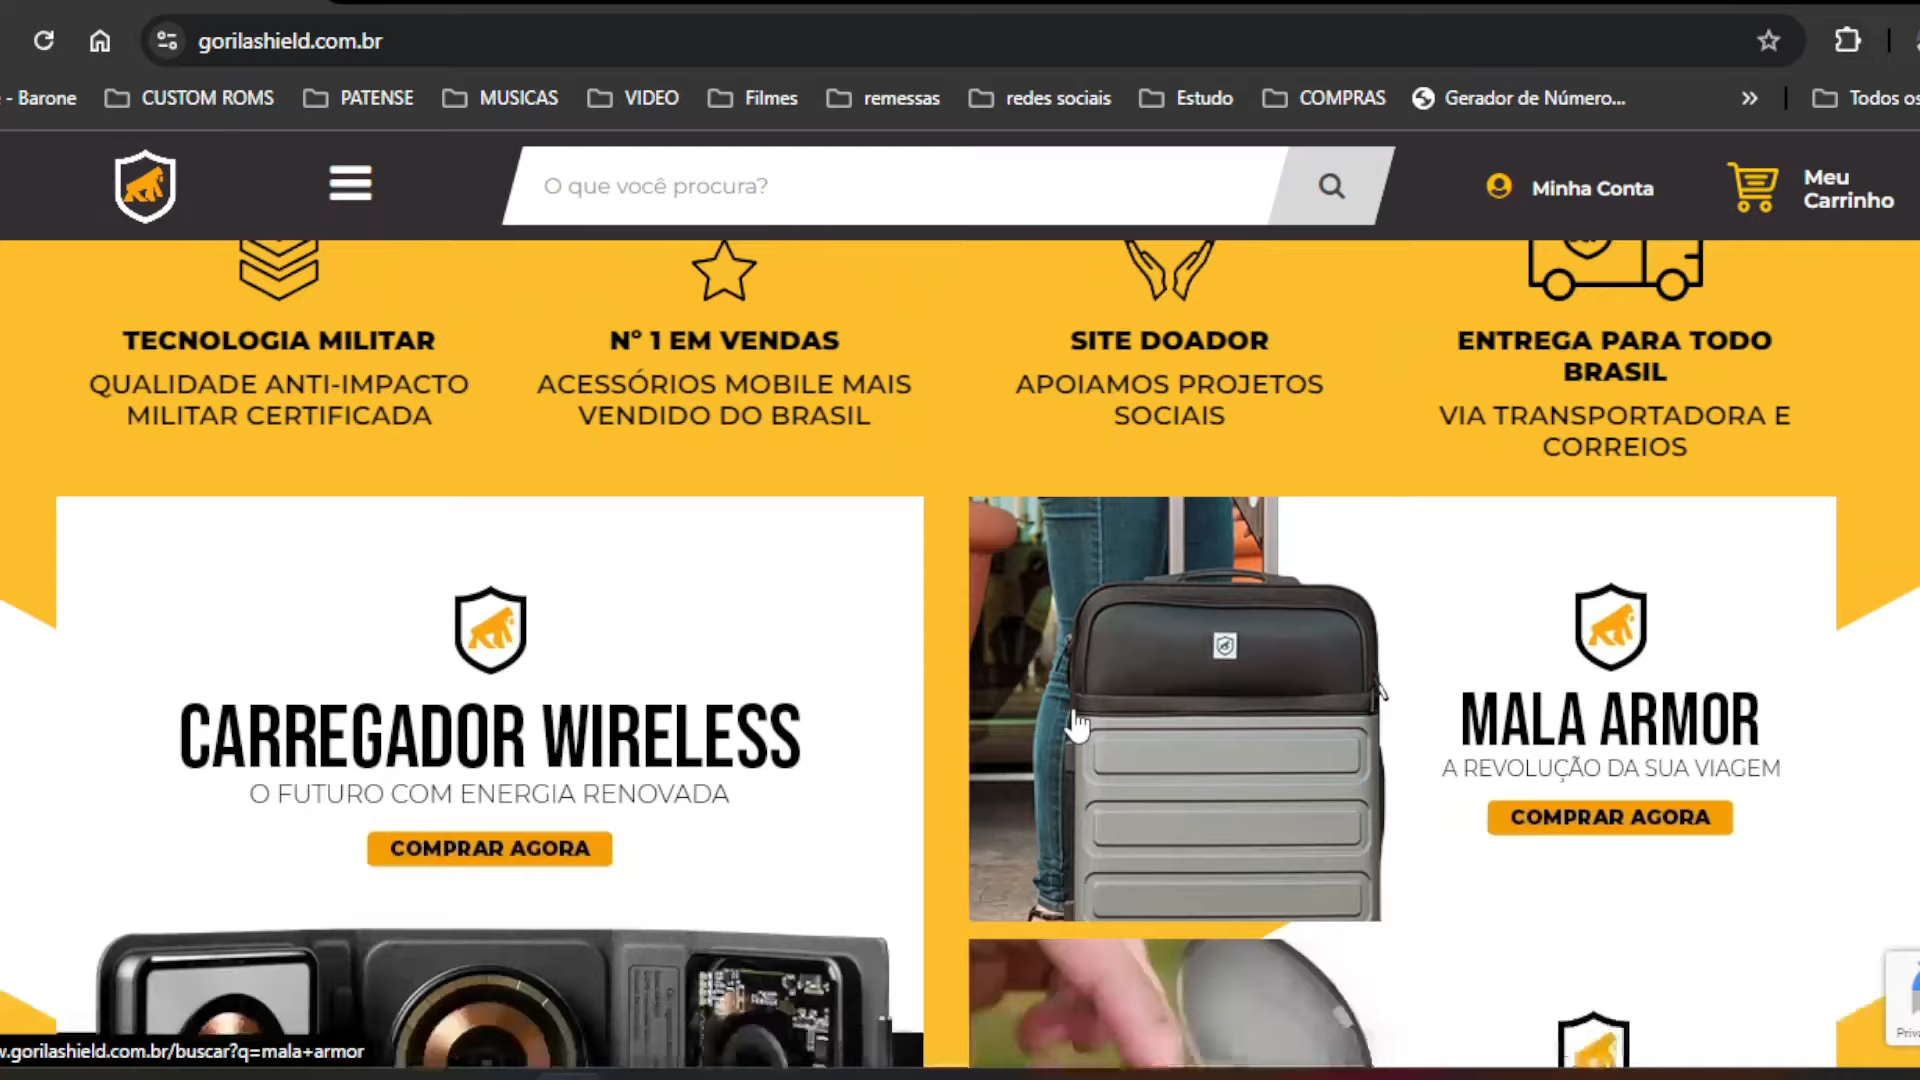 gorilashield.com.br
- Barone
CUSTOM ROMS
PATENSE
MUSICAS
VIDEO
Filmes
remessas
redes sociais
Estudo
COMPRAS
Gerador de Número...
»
Todos os
O que você procura?
Minha Conta
Meu
Carrinho
TECNOLOGIA MILITAR
QUALIDADE ANTI-IMPACTO
MILITAR CERTIFICADA
Nº 1 EM VENDAS
ACESSÓRIOS MOBILE MAIS
VENDIDO DO BRASIL
SITE DOADOR
APOIAMOS PROJETOS
SOCIAIS
ENTREGA PARA TODO
BRASIL
VIA TRANSPORTADORA E
CORREIOS
CARREGADOR WIRELESS
O FUTURO COM ENERGIA RENOVADA
COMPRAR AGORA
MALA ARMOR
A REVOLUÇÃO DA SUA VIAGEM
COMPRAR AGORA
w.gorilashield.com.br/buscar?q=mala+armor